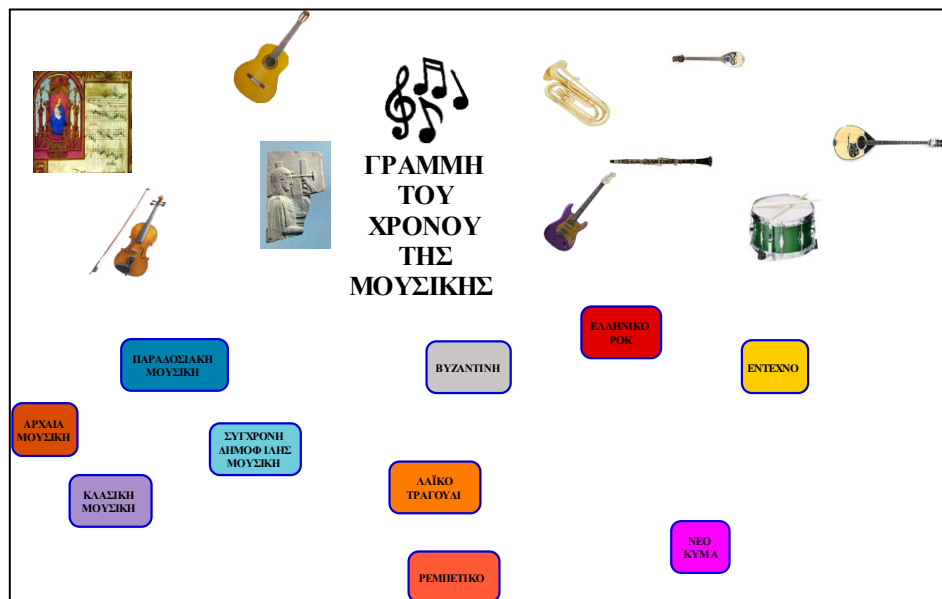 ΓΡΑΜΜΗ
ΤΟΥ
ΧΡΟΝΟΥ
ΤΗΣ
ΜΟΥΣΙΚΗΣ
ΕΛΛΗΝΙΚΟ
ΡΟΚ
ΠΑΡΑΔΟΣΙΑΚΗ
ΜΟΥΣΙΚΗ
ΒΥΖΑΝΤΙΝΗ
ΕΝΤΕΧΝΟ
ΑΡΧΑΙΑ
ΜΟΥΣΙΚΗ
ΣΥΓΧΡΟΝΗ
ΔΗΜΟΦΙΛΗΣ
ΜΟΥΣΙΚΗ
ΚΛΑΣΙΚΗ
ΜΟΥΣΙΚΗ
ΛΑΪΚΟ
ΤΡΑΓΟΥΔΙ
ΝΕΟ
ΚΥΜΑ
ΡΕΜΠΕΤΙΚΟ